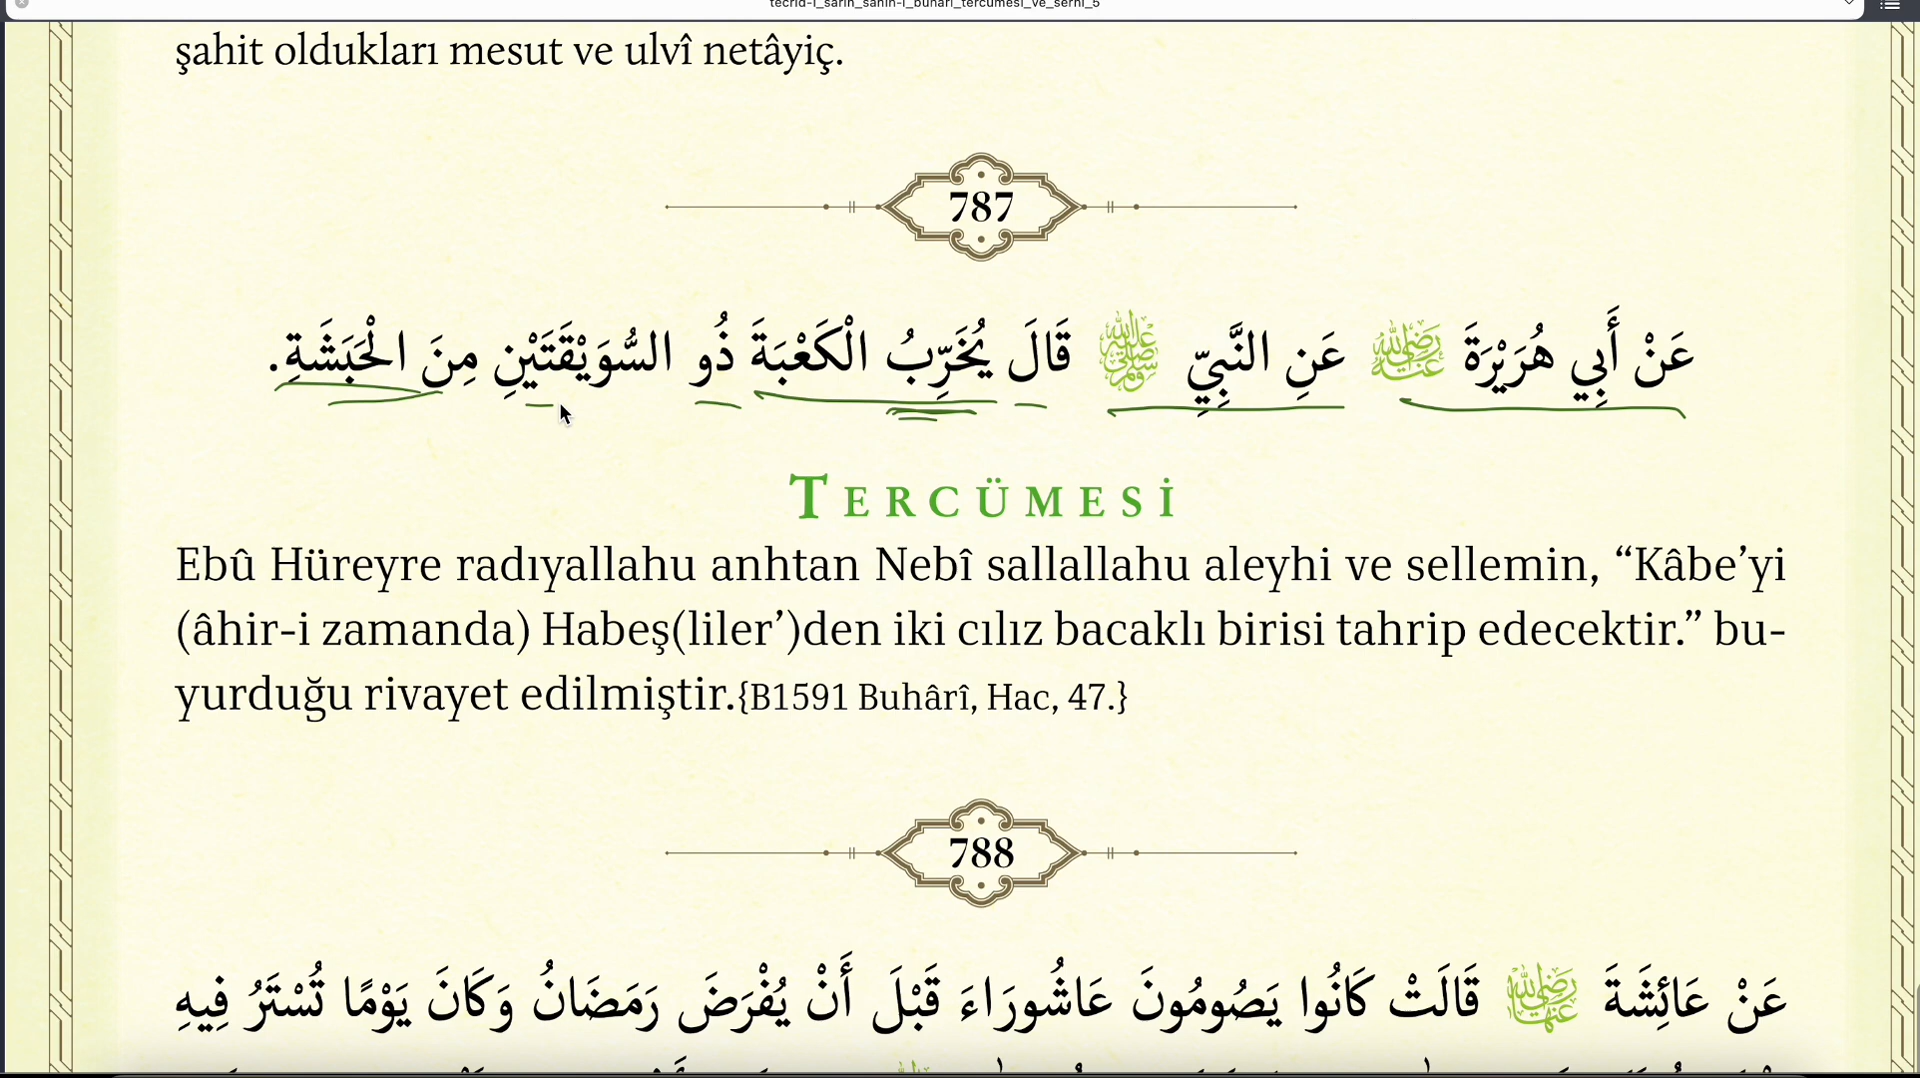 tecrid-i_sarih_sahih-i_buhari_tercumesi_ve_serhi_5
şahit oldukları mesut ve ulvî netâyiç.
787
عَنْ أَبِي هُرَيْرَةَ رَضِيَ اللهُ عَنْهُ عَنِ النَّبِيِّ صَلَّى اللهُ عَلَيْهِ وَسَلَّمَ قَالَ يُخَرِّبُ الْكَعْبَةَ ذُو السُّوَيْقَتَيْنِ مِنَ الْحَبَشَةِ.
TERCÜMESİ
Ebû Hüreyre radıyallahu anhtan Nebî sallallahu aleyhi ve sellemin, “Kâbe’yi
(âhir-i zamanda) Habeş(liler’)den iki cılız bacaklı birisi tahrip edecektir.” bu-
yurduğu rivayet edilmiştir.{B1591 Buhârî, Hac, 47.}
788
عَنْ عَائِشَةَ رَضِيَ اللهُ عَنْهَا قَالَتْ كَانُوا يَصُومُونَ عَاشُورَاءَ قَبْلَ أَنْ يُفْرَضَ رَمَضَانُ وَكَانَ يَوْمًا تُسْتَرُ فِيهِ